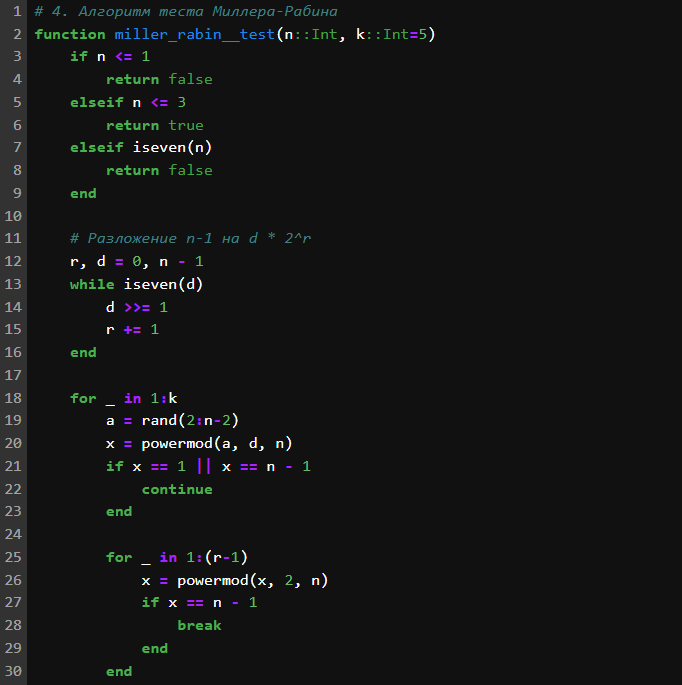 1 # 4. Алгоритм теста Миллера-Рабина
2 function miller_rabin__test(n::Int, k::Int=5)
3     if n <= 1
4         return false
5     elseif n <= 3
6         return true
7     elseif iseven(n)
8         return false
9     end
10
11     # Разложение n-1 на d * 2^r
12     r, d = 0, n - 1
13     while iseven(d)
14         d >>= 1
15         r += 1
16     end
17
18     for _ in 1:k
19         a = rand(2:n-2)
20         x = powermod(a, d, n)
21         if x == 1 || x == n - 1
22             continue
23         end
24
25         for _ in 1:(r-1)
26             x = powermod(x, 2, n)
27             if x == n - 1
28                 break
29             end
30         end